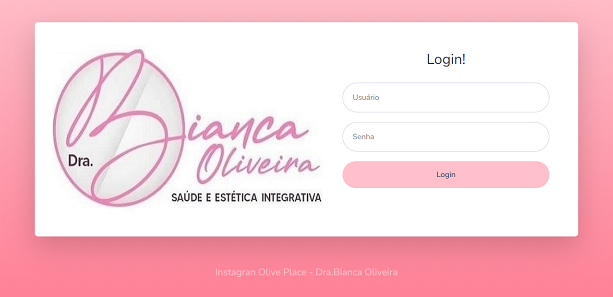 Dra.
Bianca
Oliveira
SAÚDE E ESTÉTICA INTEGRATIVA
Login!
Usuário
Senha
Login
Instagran Olive Place - Dra.Bianca Oliveira